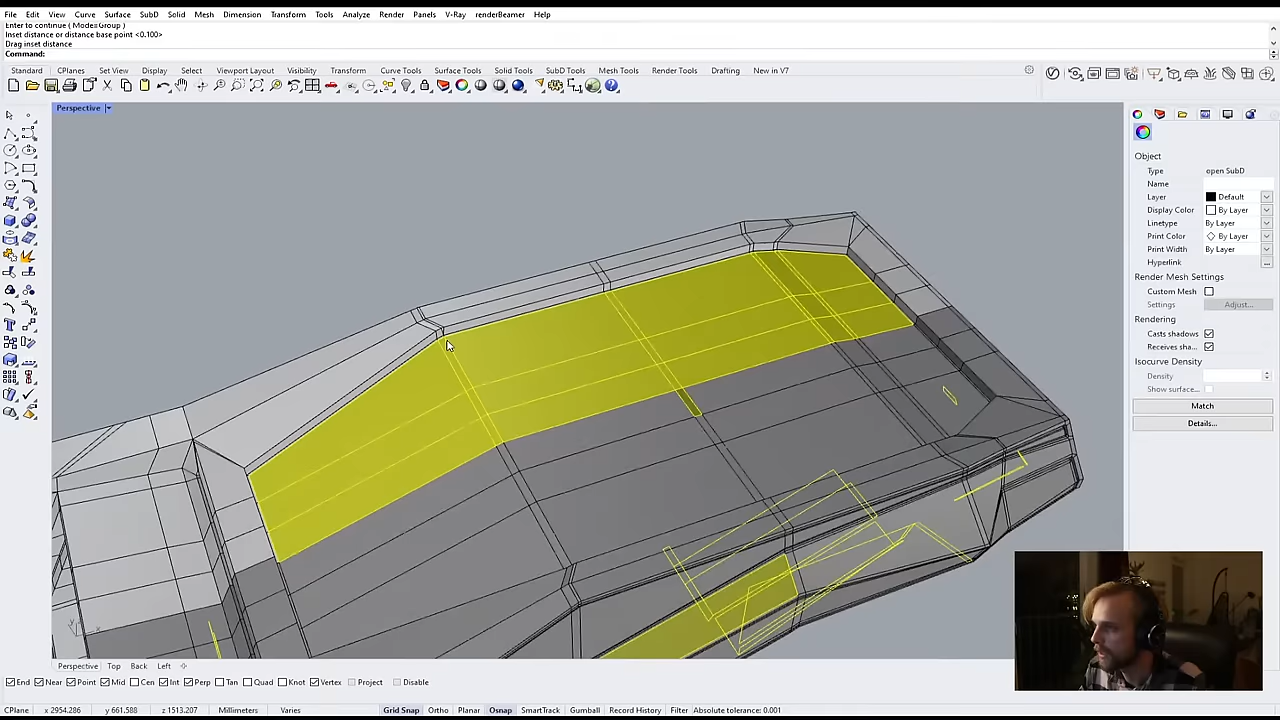 File Edit View Curve Surface SubD Solid Mesh Dimension Transform Tools Analyze Render Panels V-Ray renderBeamer Help
Enter to continue ( Mode=Group )
Inset distance or distance base point <0.100>
Drag inset distance
Command:
Standard CPlanes Set View Display Select Viewport Layout Visibility Transform Curve Tools Surface Tools Solid Tools SubD Tools Mesh Tools Render Tools Drafting New in V7
Perspective
Object
Type open SubD
Name
Layer Default
Display Color By Layer
Linetype By Layer
Print Color By Layer
Print Width By Layer
Hyperlink ...
Render Mesh Settings
Custom Mesh
Settings Adjust...
Rendering
Casts shadows
Receives sha...
Isocurve Density
Density
Show surface...
Match
Details...
Perspective Top Back Left
End Near Point Mid Cen Int Perp Tan Quad Knot Vertex Project Disable
CPlane x 2954.286 y 661.588 z 1513.207 Millimeters Varies Grid Snap Ortho Planar Osnap SmartTrack Gumball Record History Filter Absolute tolerance: 0.001